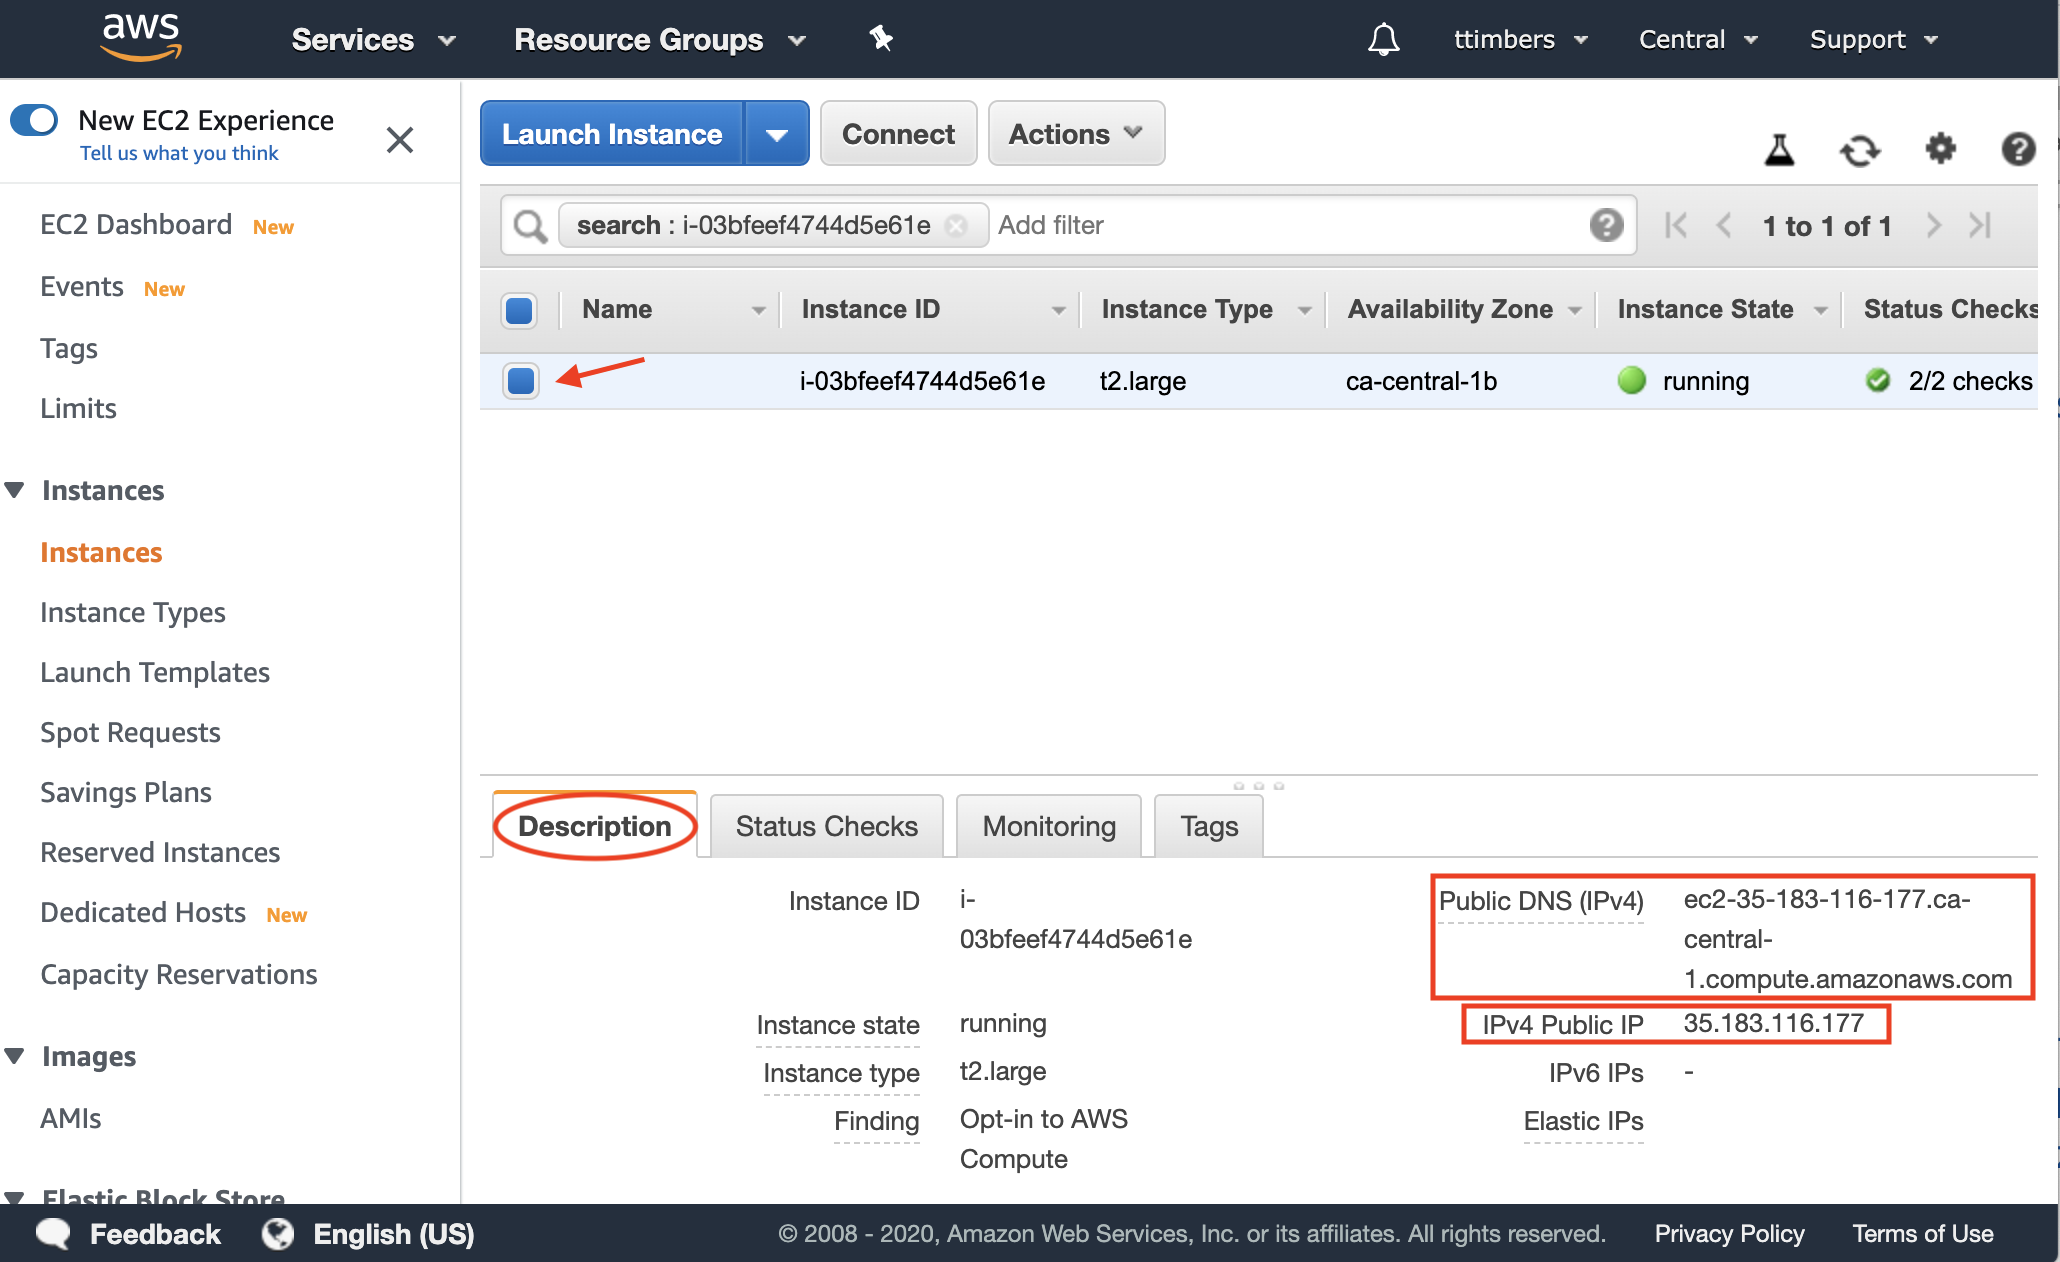 aws Services Resource Groups ttimbers Central Support
New EC2 Experience
Tell us what you think
EC2 Dashboard New
Events New
Tags
Limits
Instances
Instances
Instance Types
Launch Templates
Spot Requests
Savings Plans
Reserved Instances
Dedicated Hosts New
Capacity Reservations
Images
AMIs
Elastic Block Store
Launch Instance Connect Actions
search : i-03bfeef4744d5e61e Add filter 1 to 1 of 1
Name Instance ID Instance Type Availability Zone Instance State Status Checks
i-03bfeef4744d5e61e t2.large ca-central-1b running 2/2 checks
Description Status Checks Monitoring Tags
Instance ID i-
03bfeef4744d5e61e
Instance state running
Instance type t2.large
Finding Opt-in to AWS
Compute
Public DNS (IPv4) ec2-35-183-116-177.ca-
central-
1.compute.amazonaws.com
IPv4 Public IP 35.183.116.177
IPv6 IPs -
Elastic IPs
Feedback English (US) © 2008 - 2020, Amazon Web Services, Inc. or its affiliates. All rights reserved. Privacy Policy Terms of Use